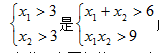 {x₁>3 x₂>3 是 {x₁+x₂>6 x₁x₂>9